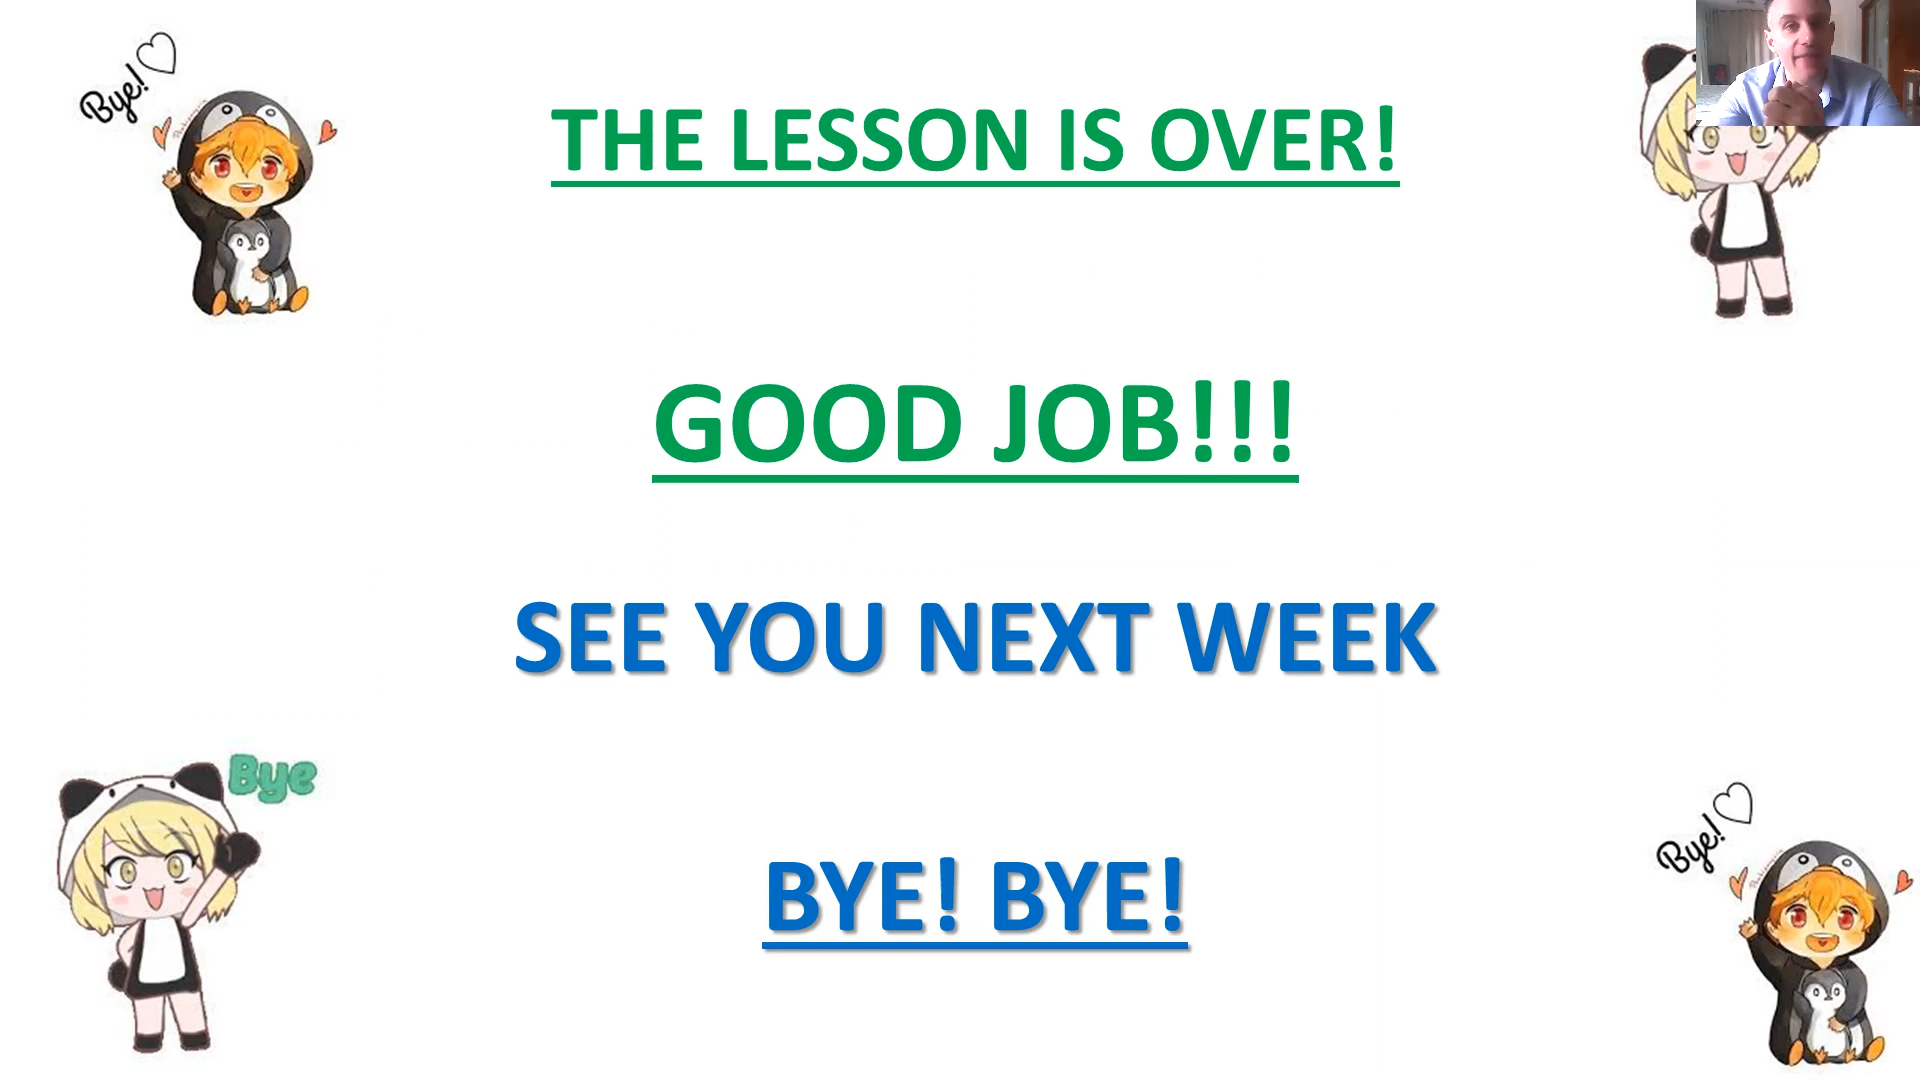 Bye!
THE LESSON IS OVER!
GOOD JOB!!!
SEE YOU NEXT WEEK
Bye
Bye!
BYE! BYE!